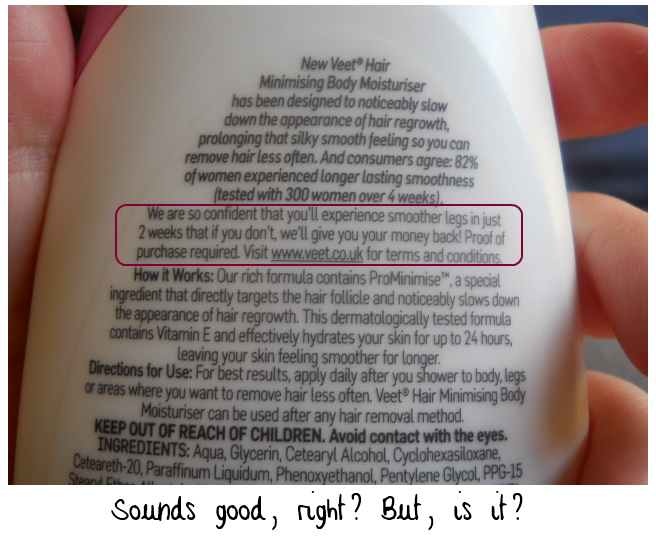 New Veet® Hair
Minimising Body Moisturiser
has been designed to noticeably slow
down the appearance of hair regrowth,
prolonging that silky smooth feeling so you can
remove hair less often. And consumers agree: 82%
of women experienced longer lasting smoothness
(tested with 300 women over 4 weeks).
We are so confident that you'll experience smoother legs in just
2 weeks that if you don't, we'll give you your money back! Proof of
purchase required. Visit www.veet.co.uk for terms and conditions.
How it Works: Our rich formula contains ProMinimise™, a special
ingredient that directly targets the hair follicle and noticeably slows down
the appearance of hair regrowth. This dermatologically tested formula
contains Vitamin E and effectively hydrates your skin for up to 24 hours,
leaving your skin feeling smoother for longer.
Directions for Use: For best results, apply daily after you shower to body, legs
or areas where you want to remove hair less often. Veet® Hair Minimising Body
Moisturiser can be used after any hair removal method.
KEEP OUT OF REACH OF CHILDREN. Avoid contact with the eyes.
INGREDIENTS: Aqua, Glycerin, Cetearyl Alcohol, Cyclohexasiloxane,
Ceteareth-20, Paraffinum Liquidum, Phenoxyethanol, Pentylene Glycol, PPG-15
Sounds good, right? But, is it?